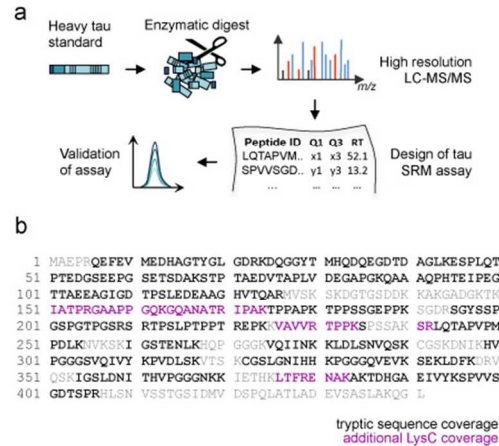 a
Heavy tau standard
Enzymatic digest
m/z
High resolution LC-MS/MS
Validation of assay
Peptide ID Q1 Q3 RT
LQTAPVM.. x1 x3 52.1
SPVVSGD.. y1 y3 13.2
... ... ... ...
Design of tau SRM assay
b
1 MAEPRQEFEV MEDHAGTYGL GDRKDQGGYT MHQDQEGDTD AGLKESPLQT
51 PTEDGSEEPG SETSDAKSTP TAEDVTAPLV DEGAPGKQAA AQPHTEIPEG
101 TTAEEAGIGD TPSLEDEAAG HVTQARMVSK SKDGTGSDDK KAKGADGKTK
151 IATPRGAAPP GQKGQANATR IPAKTPPAPK TPPSSGEPPK SGDRSGYSSP
201 GSPGTPGSRS RTPSLPTPPT REPKKVAVVR TPPKSPSSAK SRLQTAPVPM
251 PDLKNVKSKI GSTENLKHQP GGGKVQIINK KLDLSNVQSK CGSKDNIKHV
301 PGGGSVQIVY KPVDLSKVTS KCGSLGNIHH KPGGGQVEVK SEKLDFKDRV
351 QSKIGSLDNI THVPGGGNKK IETHKLTFRE NAKAKTDHGA EIVYKSPVVS
401 GDTSPRHLSN VSSTGSIDMV DSPQLATLAD EVSASLAKQG L
tryptic sequence coverage
additional LysC coverage